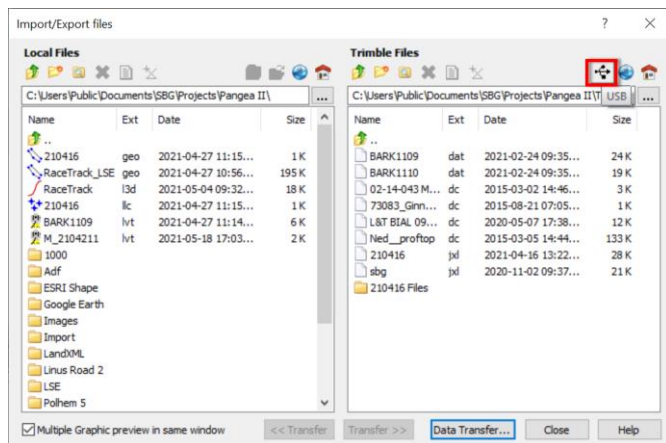 Import/Export files
Local Files
Trimble Files
C:\Users\Public\Documents\SBG\Projects\Pangea II\
...
C:\Users\Public\Documents\SBG\Projects\Pangea II\T
USB
...
Name Ext Date Size
Name Ext Date Size
..
210416 geo 2021-04-27 11:15... 1 K
RaceTrack_LSE geo 2021-04-27 10:56... 195 K
RaceTrack l3d 2021-05-04 09:32... 18 K
210416 llc 2021-04-27 11:15... 1 K
BARK1109 lvt 2021-04-27 11:14... 6 K
M_2104211 lvt 2021-05-18 17:03... 2 K
1000
Adf
ESRI Shape
Google Earth
Images
Import
LandXML
Linus Road 2
LSE
Polhem 5
..
BARK1109 dat 2021-02-24 09:35... 24 K
BARK1110 dat 2021-02-24 09:35... 19 K
02-14-043 M... dc 2015-03-02 14:46... 3 K
73083_Ginn... dc 2015-08-21 07:05... 1 K
L&T BIAL 09... dc 2020-05-07 17:38... 12 K
Ned__proftop dc 2015-03-05 14:44... 133 K
210416 jxl 2021-04-16 13:22... 28 K
sbg jxl 2020-11-02 09:37... 21 K
210416 Files
Multiple Graphic preview in same window
<< Transfer
Transfer >>
Data Transfer...
Close
Help